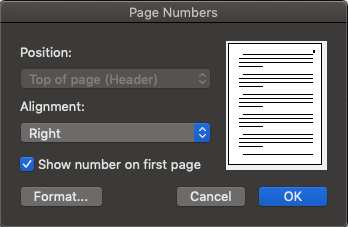 Page Numbers
Position:
Top of page (Header)
Alignment:
Right
Show number on first page
Format...
Cancel
OK